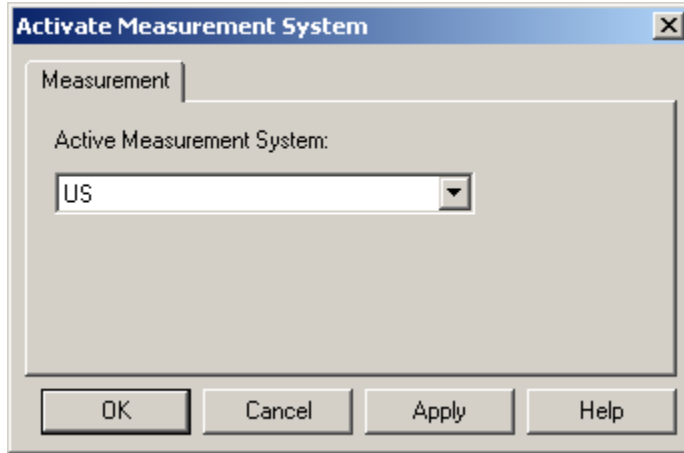 Activate Measurement System
Measurement
Active Measurement System:
US
OK Cancel Apply Help